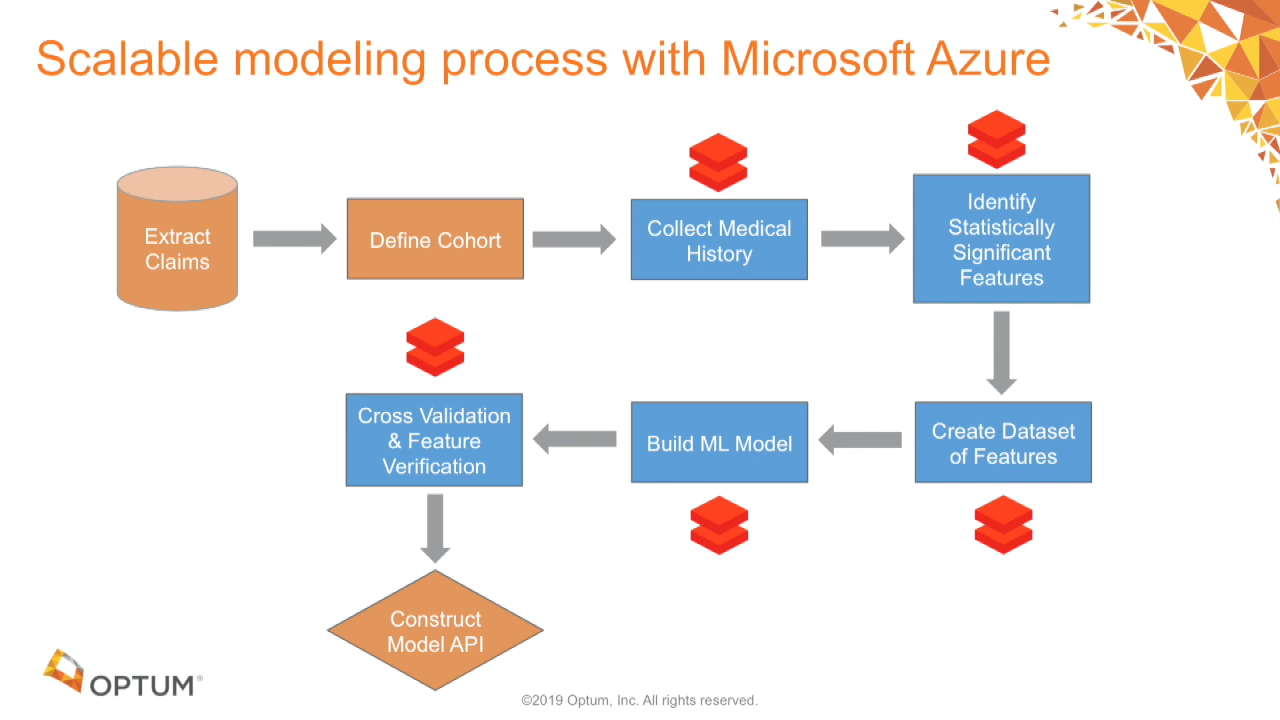 Scalable modeling process with Microsoft Azure
Extract
Claims
Define Cohort
Collect Medical
History
Identify
Statistically
Significant
Features
Create Dataset
of Features
Build ML Model
Cross Validation
& Feature
Verification
Construct
Model API
OPTUM®
©2019 Optum, Inc. All rights reserved.